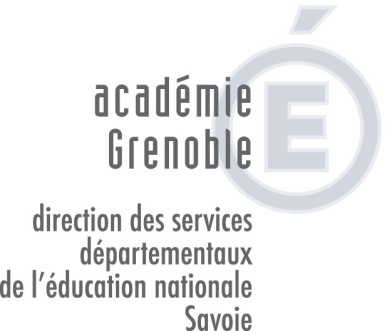 académie
Grenoble
É
direction des services
départementaux
de l'éducation nationale
Savoie